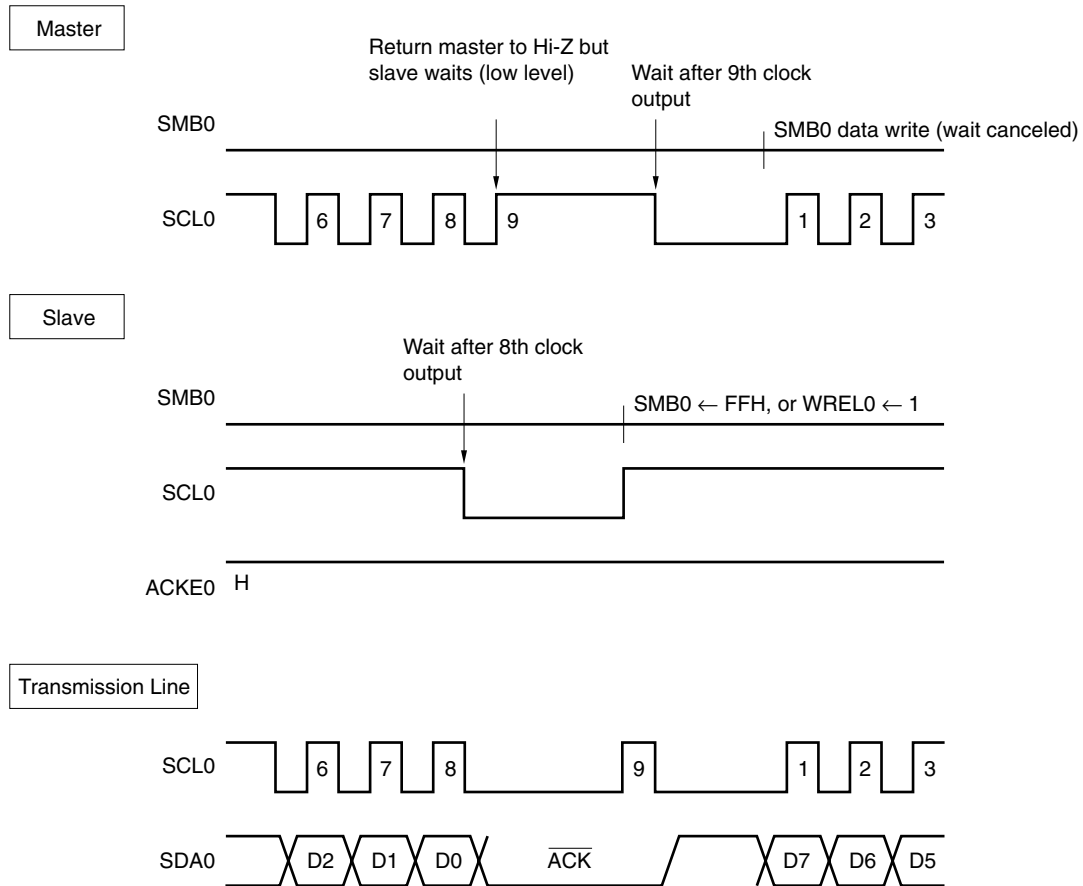 Master
Return master to Hi-Z but
slave waits (low level)
Wait after 9th clock
output
SMB0
SMB0 data write (wait canceled)
SCL0
6 7 8 9 1 2 3
Slave
Wait after 8th clock
output
SMB0
SMB0 ← FFH, or WREL0 ← 1
SCL0
ACKE0 H
Transmission Line
SCL0
6 7 8 9 1 2 3
SDA0
D2 D1 D0 ACK D7 D6 D5